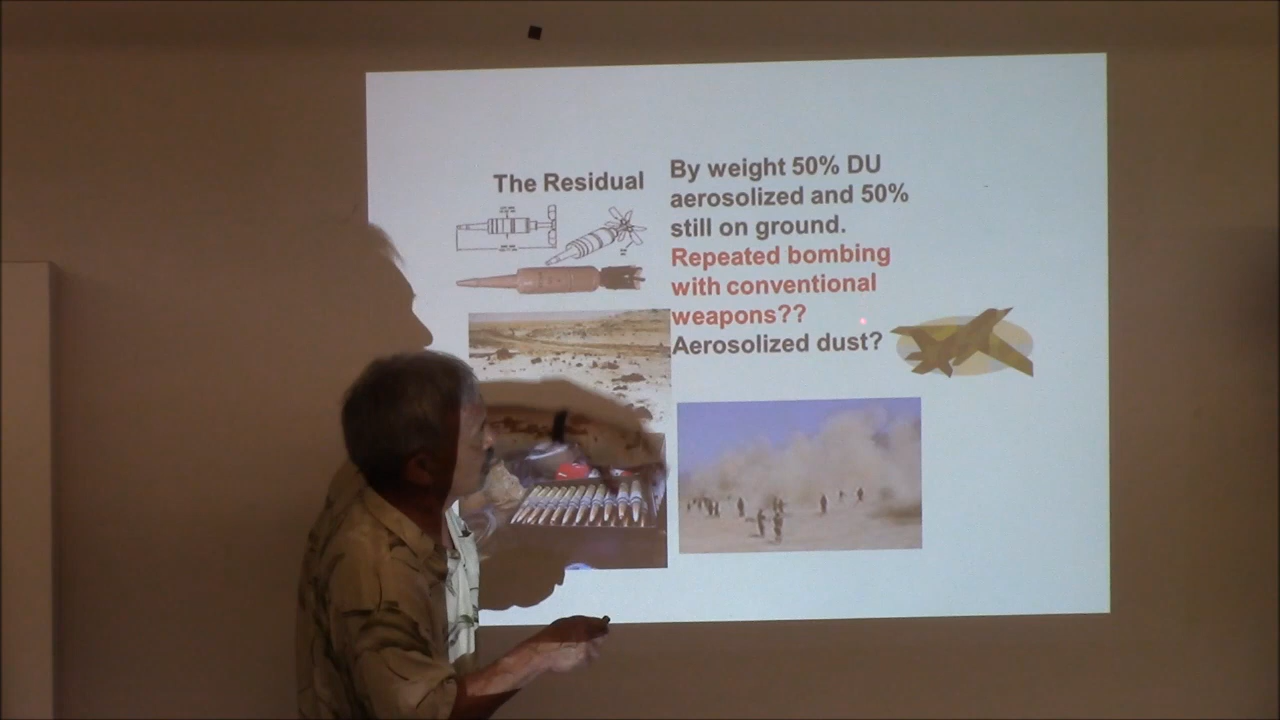 The Residual
By weight 50% DU
aerosolized and 50%
still on ground.
Repeated bombing
with conventional
weapons??
Aerosolized dust?